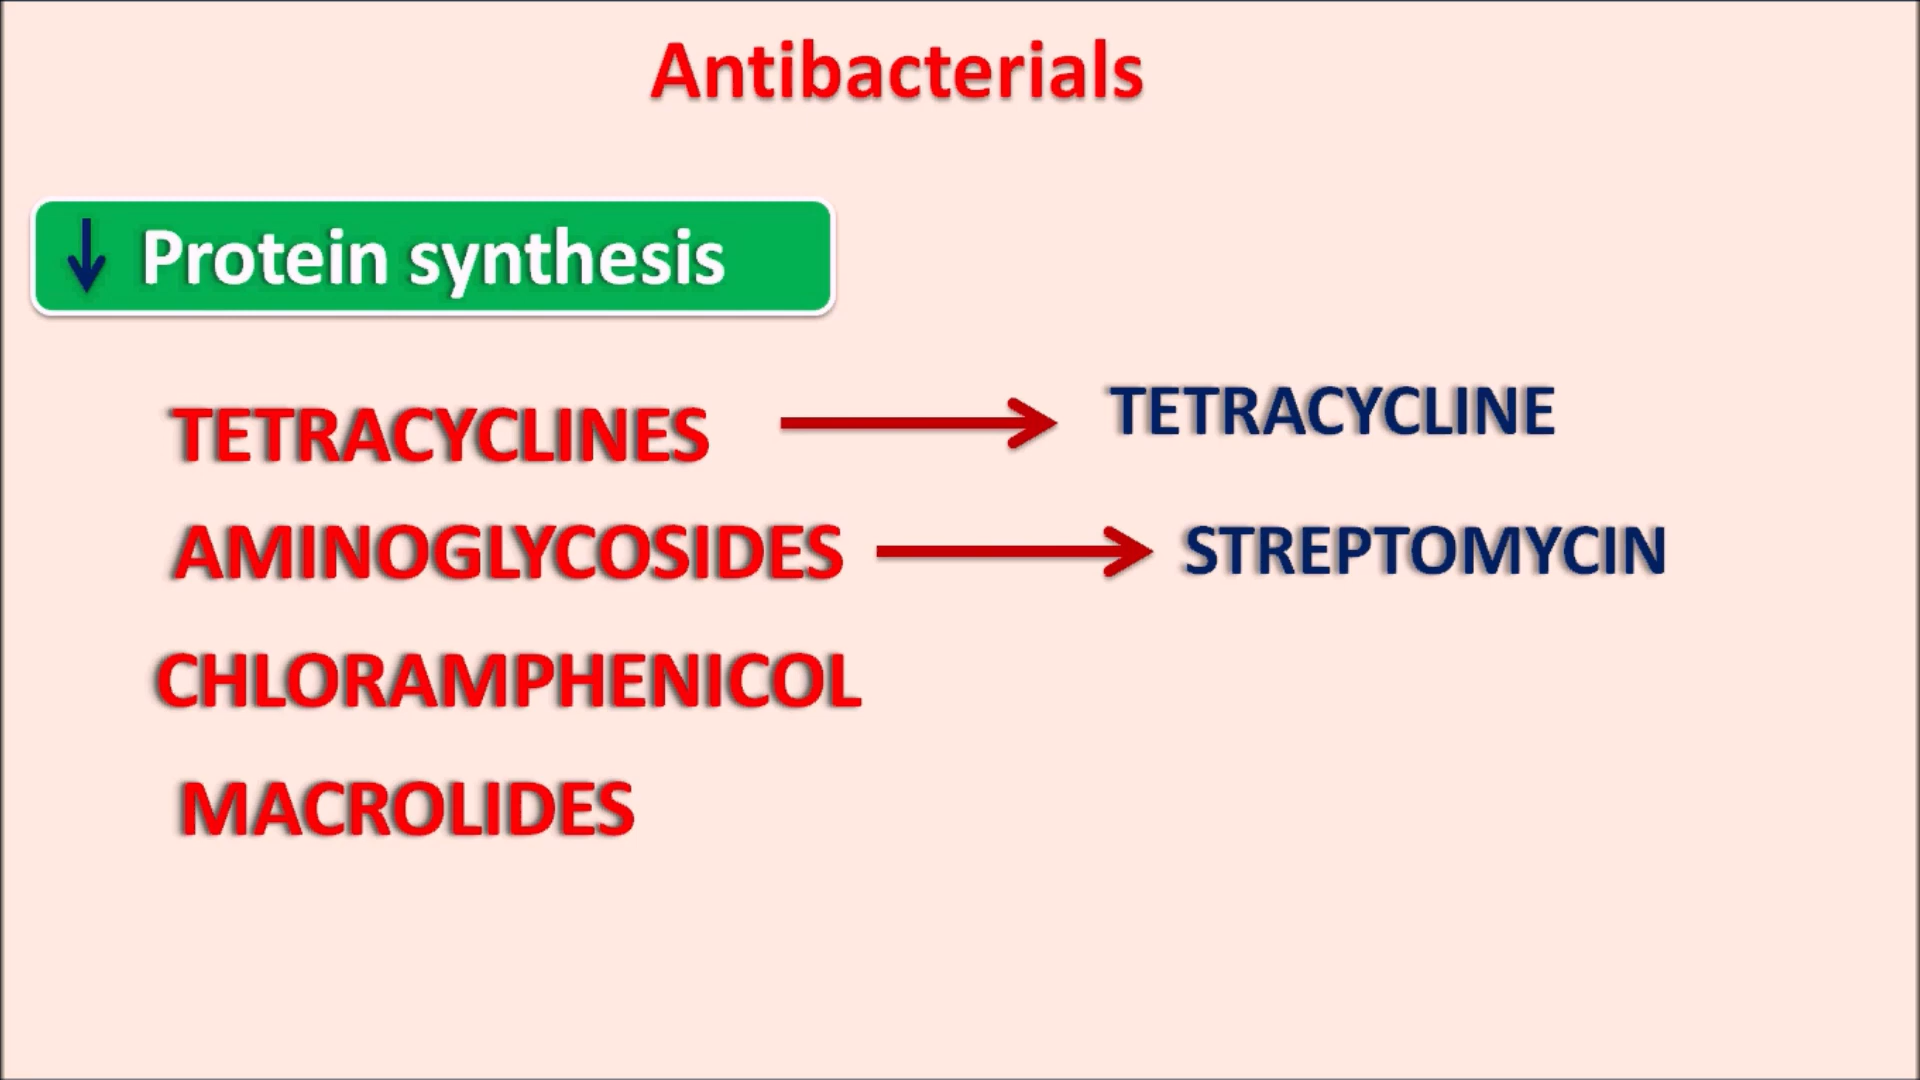 Antibacterials
Protein synthesis
TETRACYCLINES
TETRACYCLINE
AMINOGLYCOSIDES
STREPTOMYCIN
CHLORAMPHENICOL
MACROLIDES